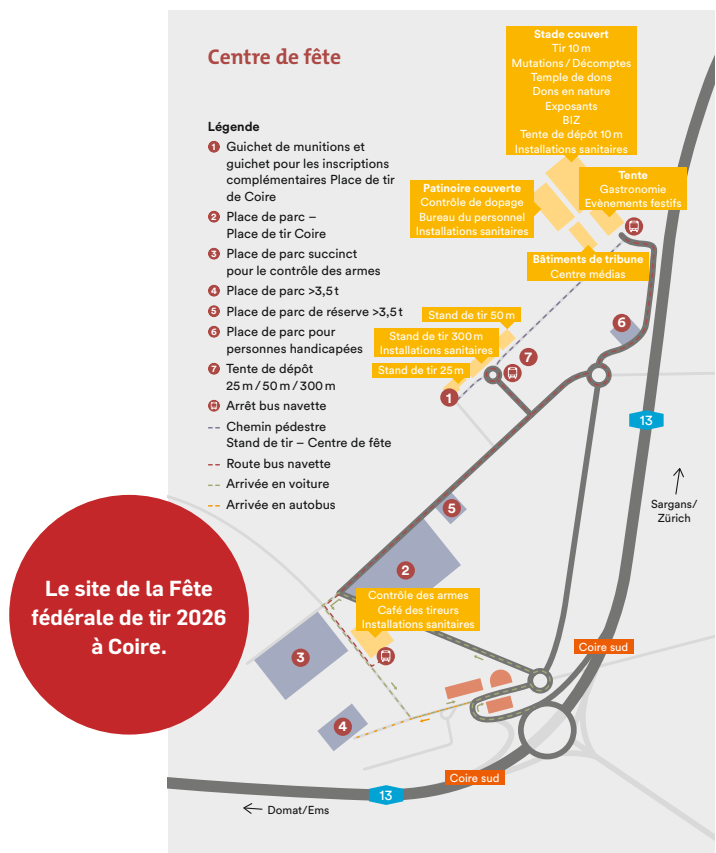 Centre de fête
Légende
1 Guichet de munitions et
guichet pour les inscriptions
complémentaires Place de tir
de Coire
2 Place de parc –
Place de tir Coire
3 Place de parc succinct
pour le contrôle des armes
4 Place de parc >3,5 t
5 Place de parc de réserve >3,5 t
6 Place de parc pour
personnes handicapées
7 Tente de dépôt
25 m / 50 m / 300 m
Arrêt bus navette
Chemin pédestre
Stand de tir – Centre de fête
Route bus navette
Arrivée en voiture
Arrivée en autobus
Stade couvert
Tir 10 m
Mutations / Décomptes
Temple de dons
Dons en nature
Exposants
BIZ
Tente de dépôt 10 m
Installations sanitaires
Tente
Gastronomie
Evènements festifs
Patinoire couverte
Contrôle de dopage
Bureau du personnel
Installations sanitaires
Bâtiments de tribune
Centre médias
Stand de tir 50 m
Stand de tir 300 m
Installations sanitaires
Stand de tir 25 m
6
7
1
13
Sargans/
Zürich
5
2
Contrôle des armes
Café des tireurs
Installations sanitaires
3
4
Coire sud
Coire sud
13
Domat/Ems
Le site de la Fête
fédérale de tir 2026
à Coire.